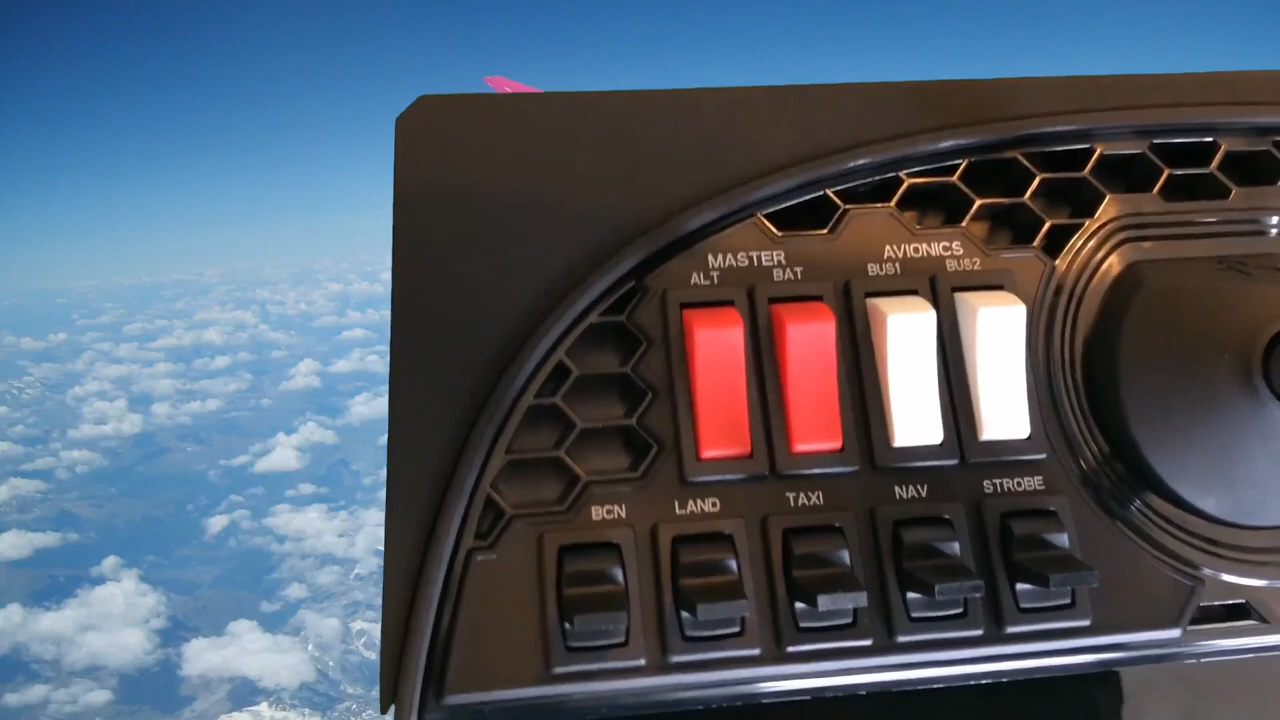 MASTER
ALT BAT
AVIONICS
BUS1 BUS2
BCN LAND TAXI NAV STROBE